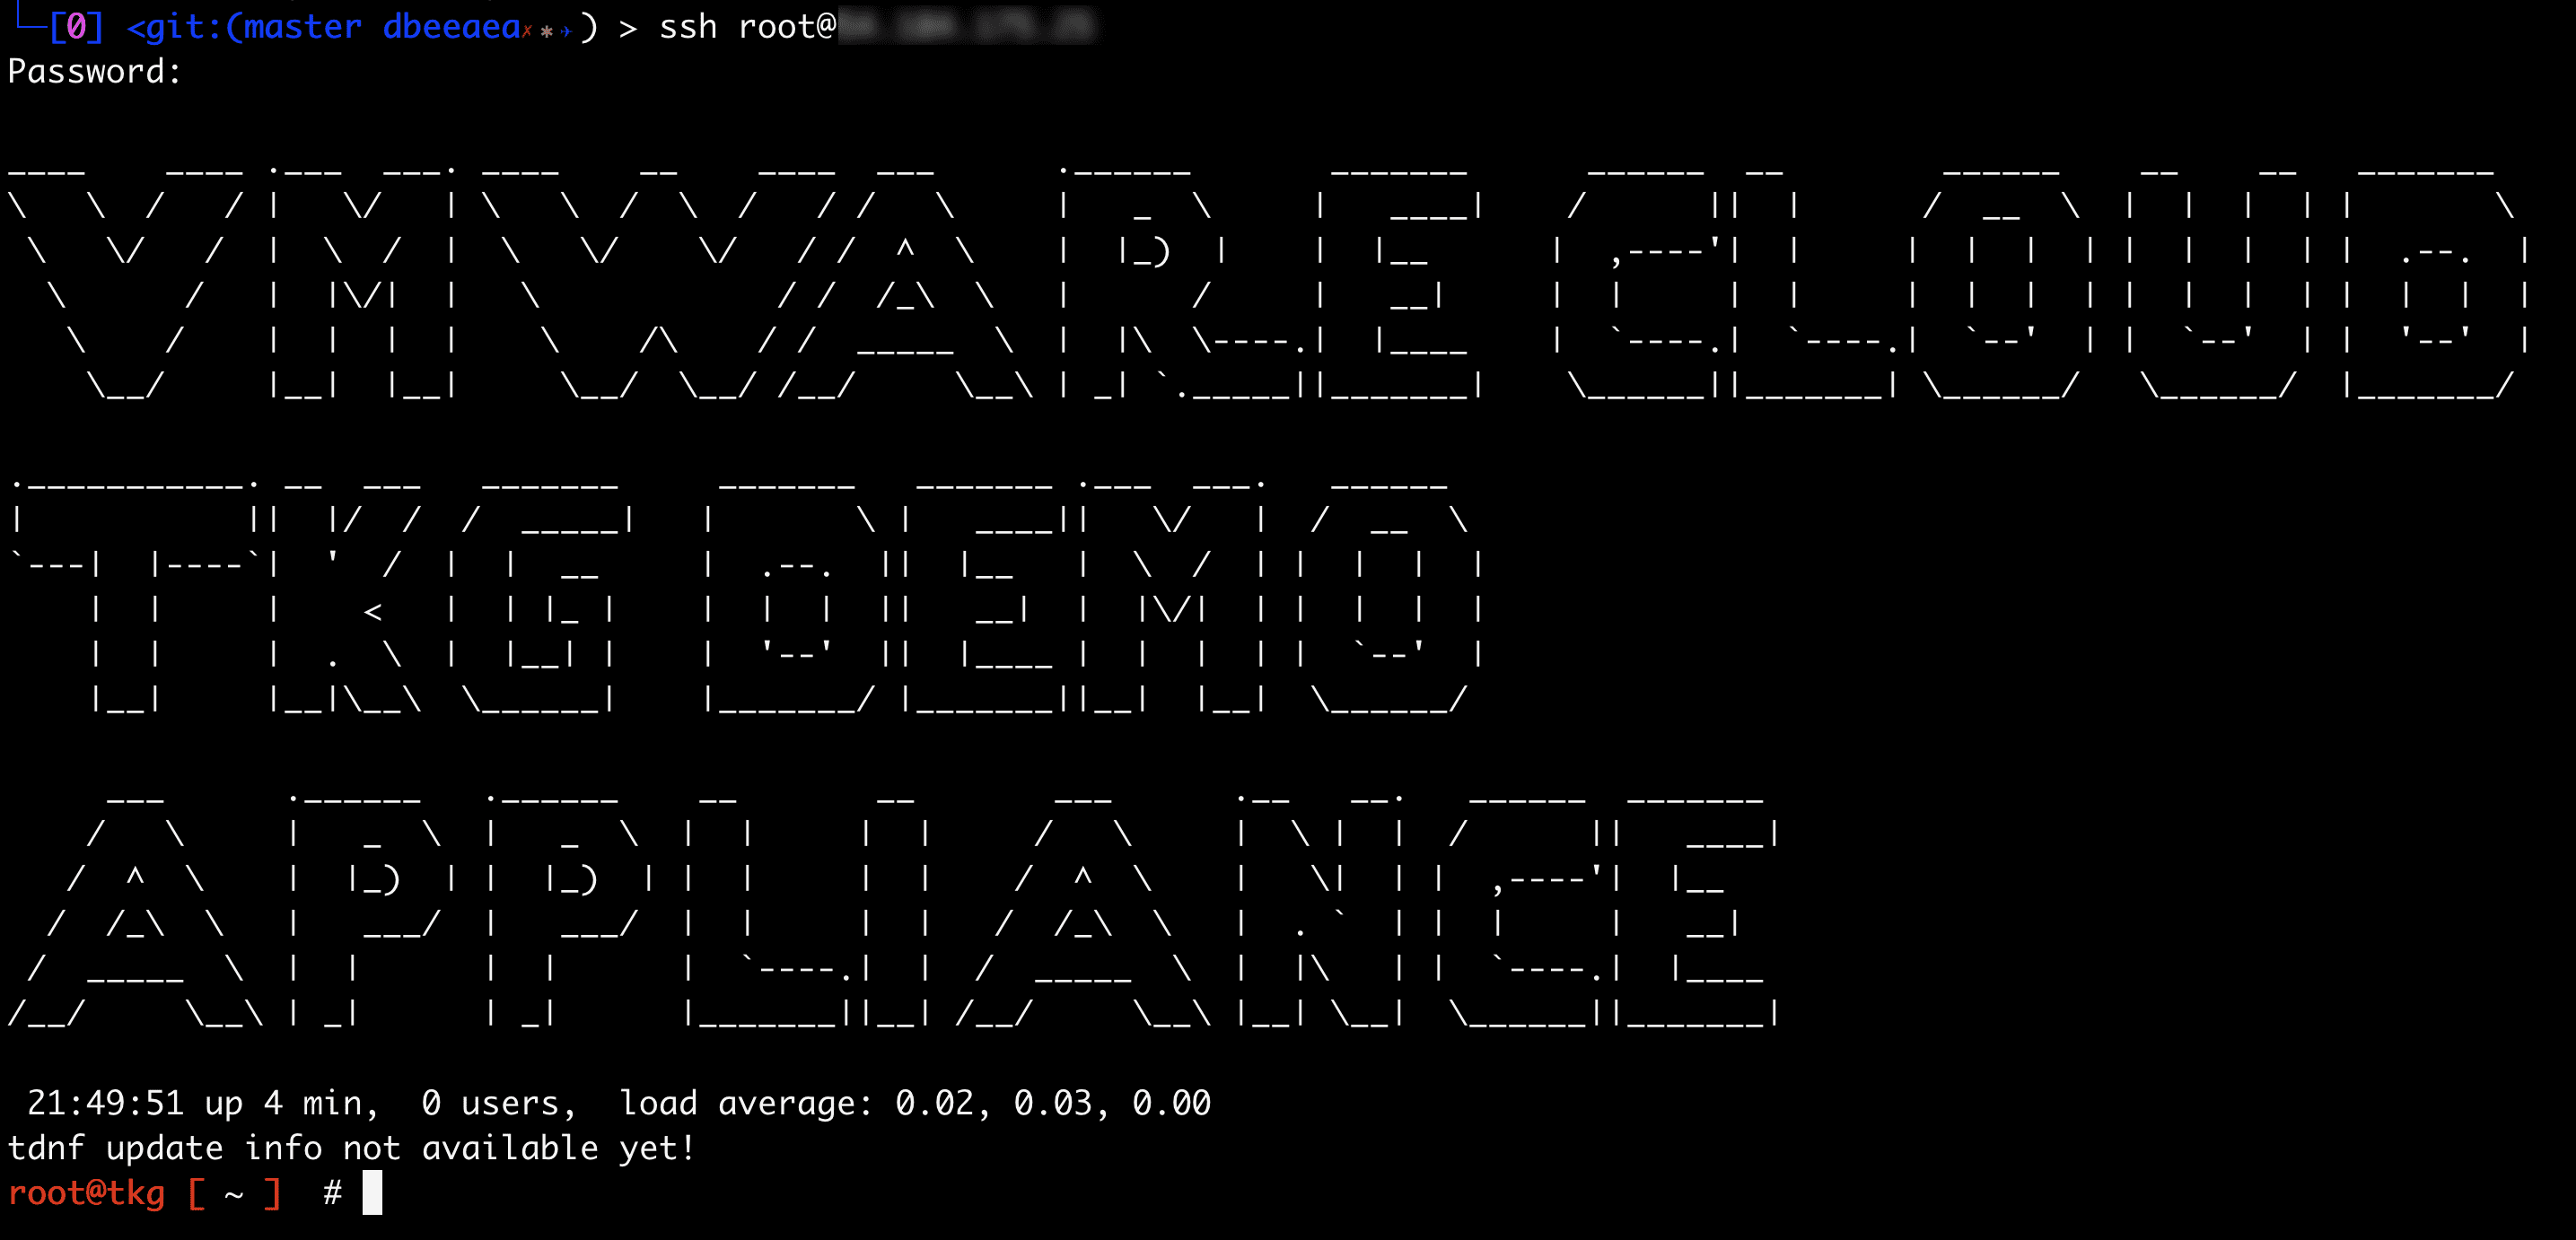 └─[0] <git:(master dbeeaea✗✱✈) > ssh root@
Password:
VMWARE CLOUD
TKG DEMO
APPLIANCE
21:49:51 up 4 min,  0 users,  load average: 0.02, 0.03, 0.00
tdnf update info not available yet!
root@tkg [ ~ ]  #